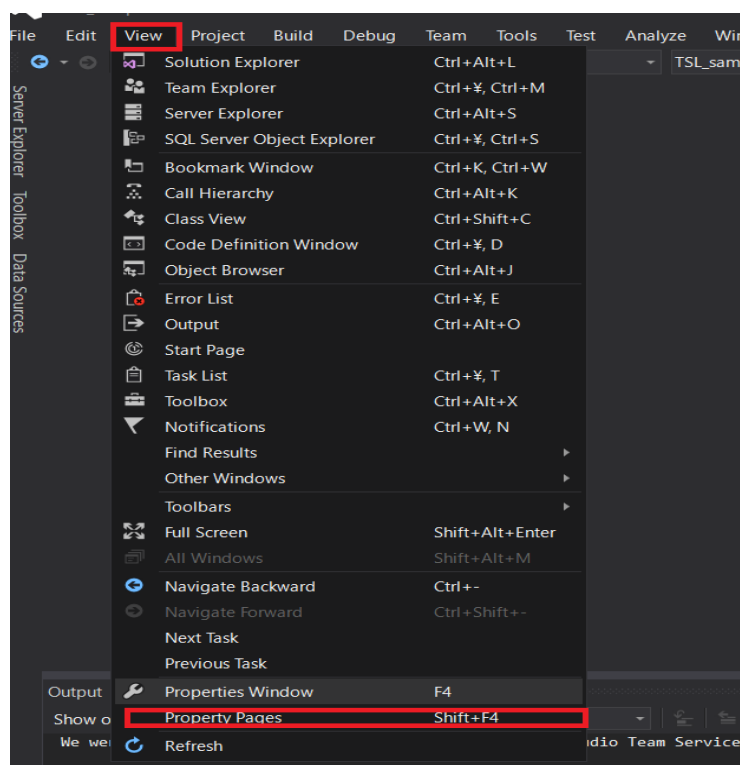 File Edit View Project Build Debug Team Tools Test Analyze
TSL_sam
Server Explorer
Toolbox
Data Sources
Solution Explorer Ctrl+Alt+L
Team Explorer Ctrl+¥, Ctrl+M
Server Explorer Ctrl+Alt+S
SQL Server Object Explorer Ctrl+¥, Ctrl+S
Bookmark Window Ctrl+K, Ctrl+W
Call Hierarchy Ctrl+Alt+K
Class View Ctrl+Shift+C
Code Definition Window Ctrl+¥, D
Object Browser Ctrl+Alt+J
Error List Ctrl+¥, E
Output Ctrl+Alt+O
Start Page
Task List Ctrl+¥, T
Toolbox Ctrl+Alt+X
Notifications Ctrl+W, N
Find Results
Other Windows
Toolbars
Full Screen Shift+Alt+Enter
All Windows Shift+Alt+M
Navigate Backward Ctrl+-
Navigate Forward Ctrl+Shift+-
Next Task
Previous Task
Output
Properties Window F4
Show o
Property Pages Shift+F4
We we
Refresh
dio Team Service